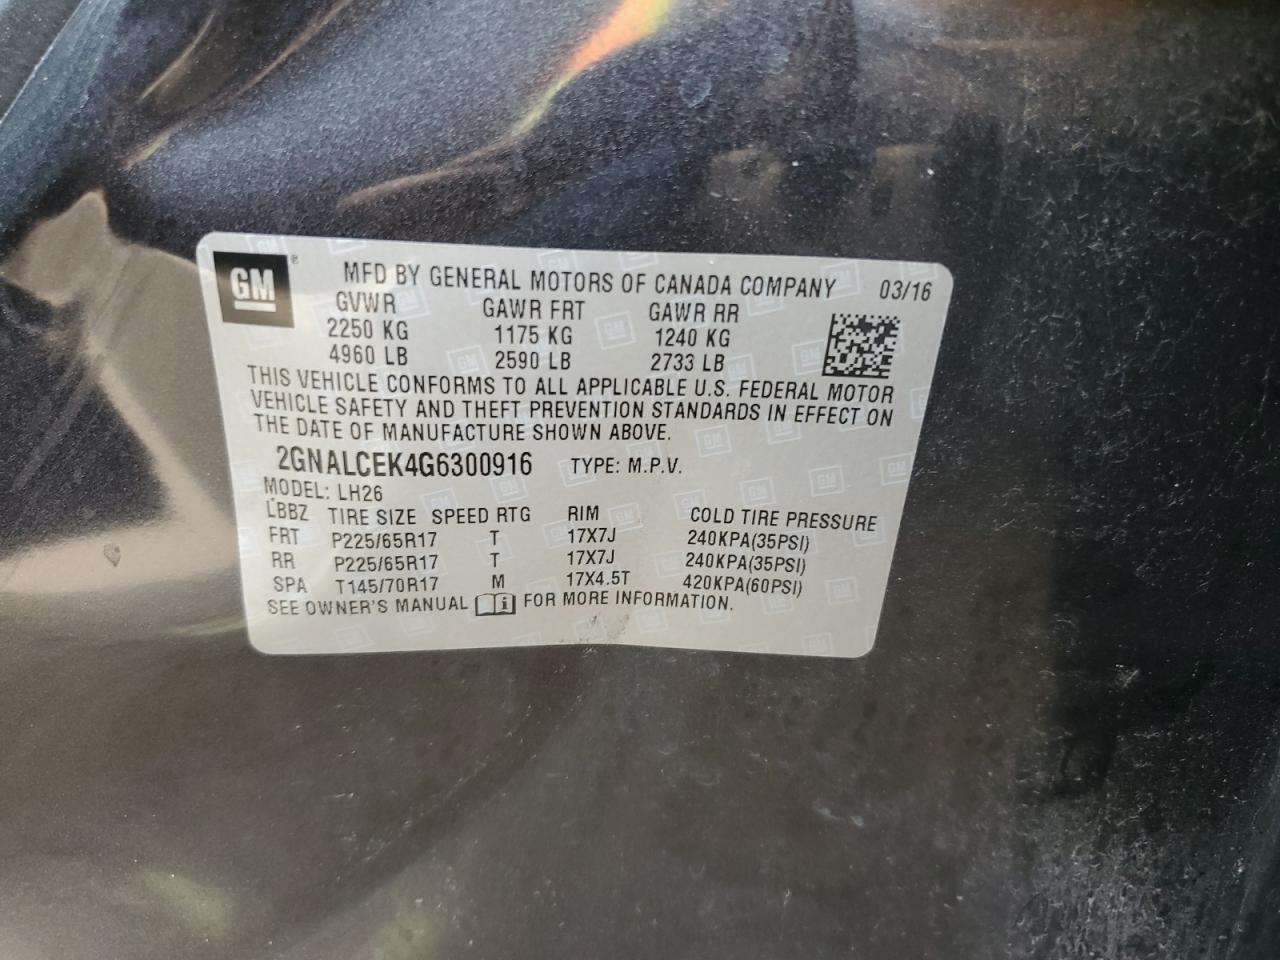 GM ® MFD BY GENERAL MOTORS OF CANADA COMPANY 03/16
GVWR GAWR FRT GAWR RR
2250 KG 1175 KG 1240 KG
4960 LB 2590 LB 2733 LB
THIS VEHICLE CONFORMS TO ALL APPLICABLE U.S. FEDERAL MOTOR
VEHICLE SAFETY AND THEFT PREVENTION STANDARDS IN EFFECT ON
THE DATE OF MANUFACTURE SHOWN ABOVE.
2GNALCEK4G6300916 TYPE: M.P.V.
MODEL: LH26
LBBZ TIRE SIZE SPEED RTG RIM COLD TIRE PRESSURE
FRT P225/65R17 T 17X7J 240KPA(35PSI)
RR P225/65R17 T 17X7J 240KPA(35PSI)
SPA T145/70R17 M 17X4.5T 420KPA(60PSI)
SEE OWNER'S MANUAL i FOR MORE INFORMATION.